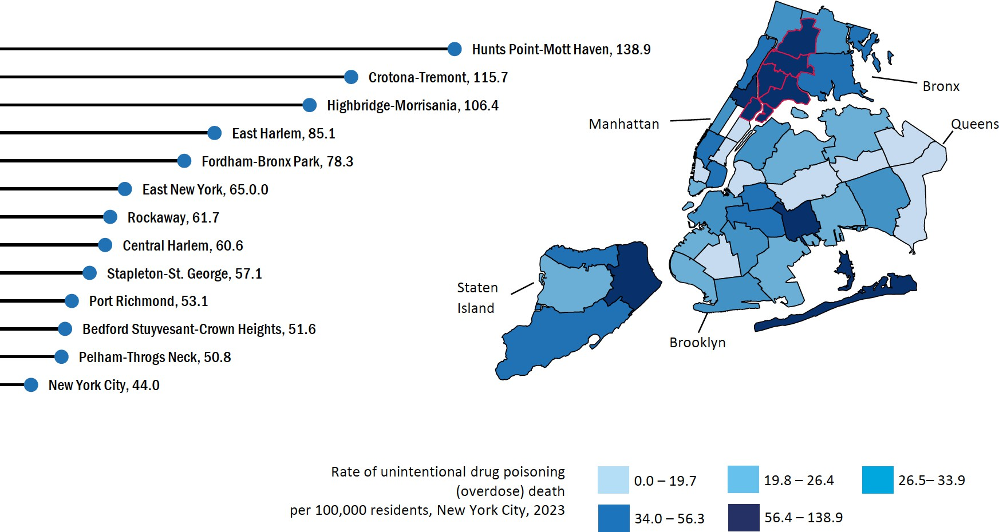 Hunts Point-Mott Haven, 138.9
Crotona-Tremont, 115.7
Highbridge-Morrisania, 106.4
East Harlem, 85.1
Fordham-Bronx Park, 78.3
East New York, 65.0.0
Rockaway, 61.7
Central Harlem, 60.6
Stapleton-St. George, 57.1
Port Richmond, 53.1
Bedford Stuyvesant-Crown Heights, 51.6
Pelham-Throgs Neck, 50.8
New York City, 44.0
Bronx
Manhattan
Queens
Staten
Island
Brooklyn
Rate of unintentional drug poisoning
(overdose) death
per 100,000 residents, New York City, 2023
0.0 – 19.7
19.8 – 26.4
26.5– 33.9
34.0 – 56.3
56.4 – 138.9